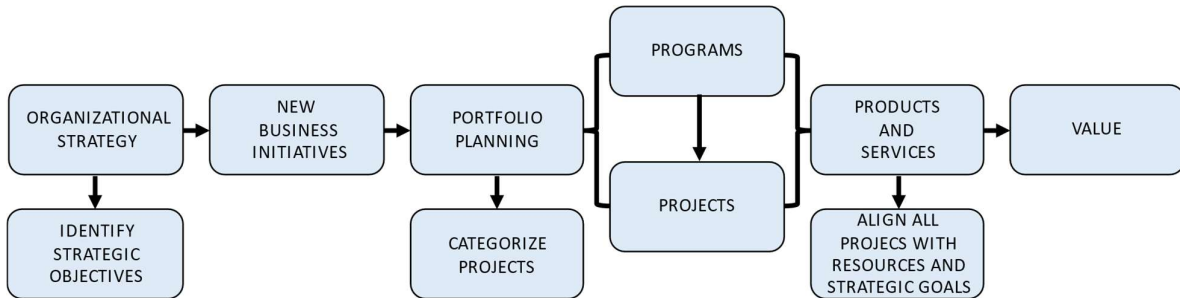 ORGANIZATIONAL
STRATEGY
NEW
BUSINESS
INITIATIVES
PORTFOLIO
PLANNING
PROGRAMS
PROJECTS
PRODUCTS
AND
SERVICES
VALUE
IDENTIFY
STRATEGIC
OBJECTIVES
CATEGORIZE
PROJECTS
ALIGN ALL
PROJECS WITH
RESOURCES AND
STRATEGIC GOALS